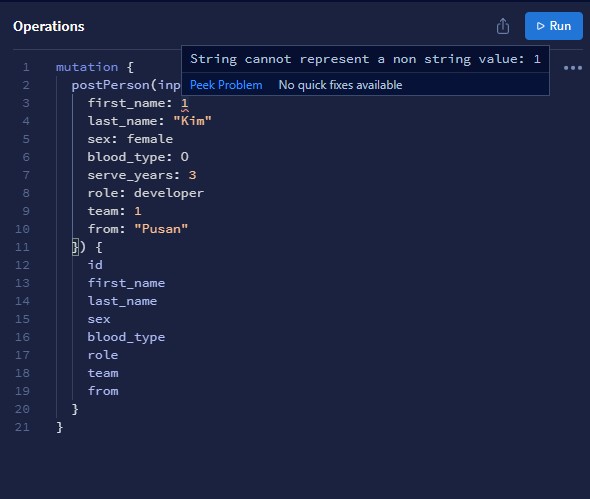 Operations
Run
String cannot represent a non string value: 1
Peek Problem No quick fixes available
1 mutation {
2 postPerson(inp
3 first_name: 1
4 last_name: "Kim"
5 sex: female
6 blood_type: O
7 serve_years: 3
8 role: developer
9 team: 1
10 from: "Pusan"
11 }) {
12 id
13 first_name
14 last_name
15 sex
16 blood_type
17 role
18 team
19 from
20 }
21 }